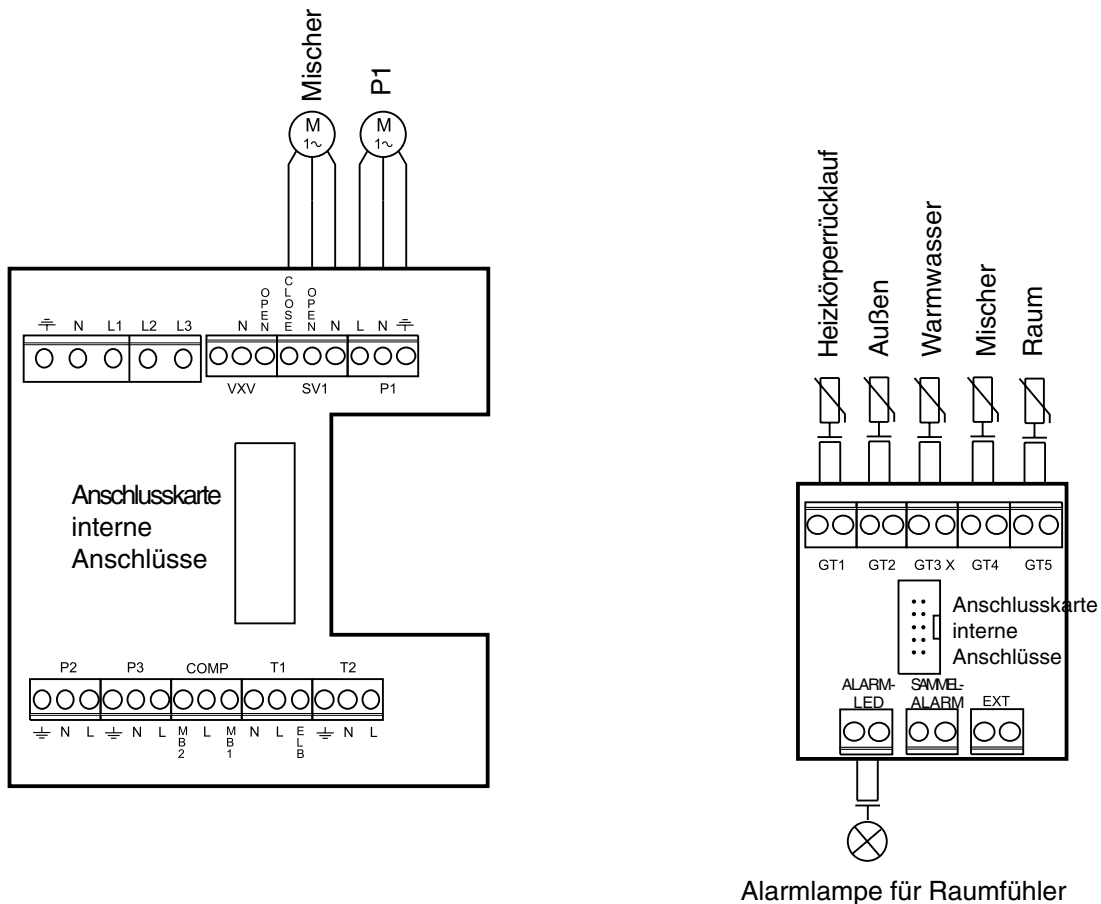 Mischer
P1
M
1~
M
1~
OPEN
CLOSE
OPEN
N L1 L2 L3 N N L N
VXV SV1 P1
Anschlusskarte
interne
Anschlüsse
P2 P3 COMP T1 T2
N L N L MB2 L MB1 N L ELB N L
Heizkörperrücklauf
Außen
Warmwasser
Mischer
Raum
GT1 GT2 GT3 X GT4 GT5
Anschlusskarte
interne
Anschlüsse
ALARM-
LED
SAMMEL-
ALARM
EXT
Alarmlampe für Raumfühler